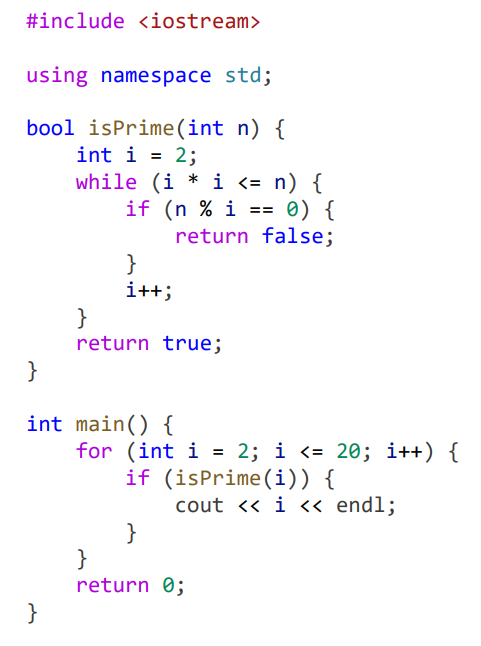 #include <iostream>

using namespace std;

bool isPrime(int n) {
    int i = 2;
    while (i * i <= n) {
        if (n % i == 0) {
            return false;
        }
        i++;
    }
    return true;
}

int main() {
    for (int i = 2; i <= 20; i++) {
        if (isPrime(i)) {
            cout << i << endl;
        }
    }
    return 0;
}